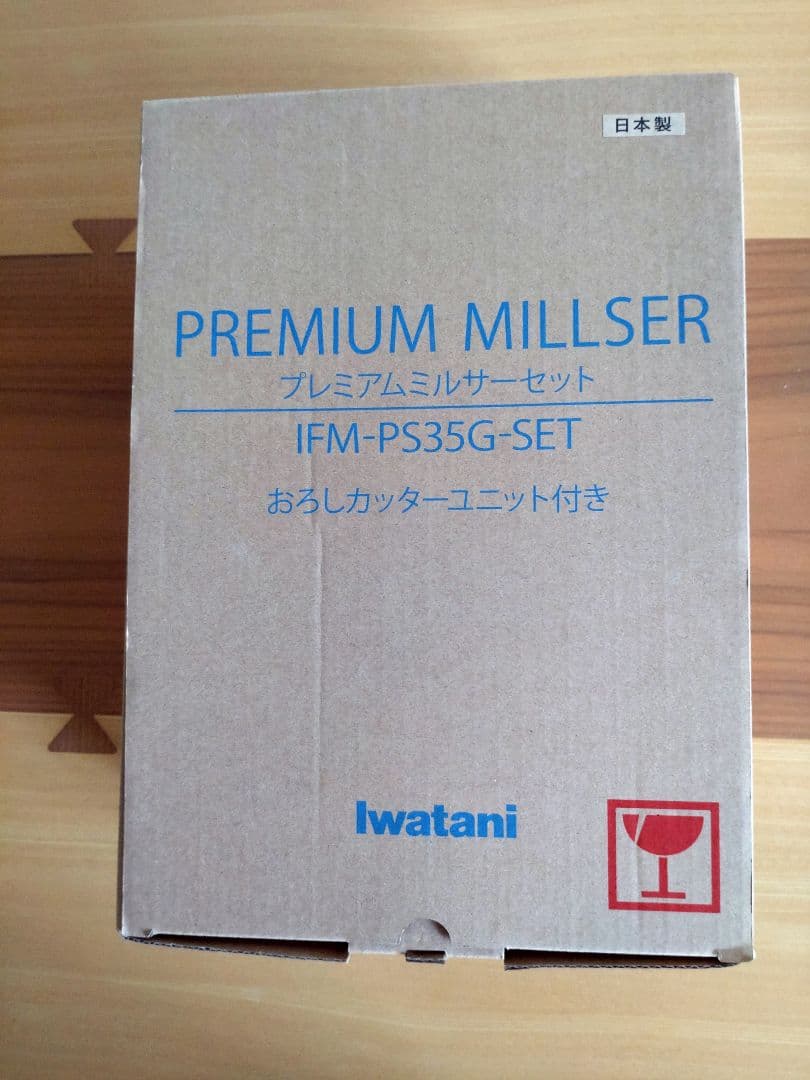 日本製
PREMIUM MILLSER
プレミアムミルサーセット
IFM-PS35G-SET
おろしカッターユニット付き
Iwatani